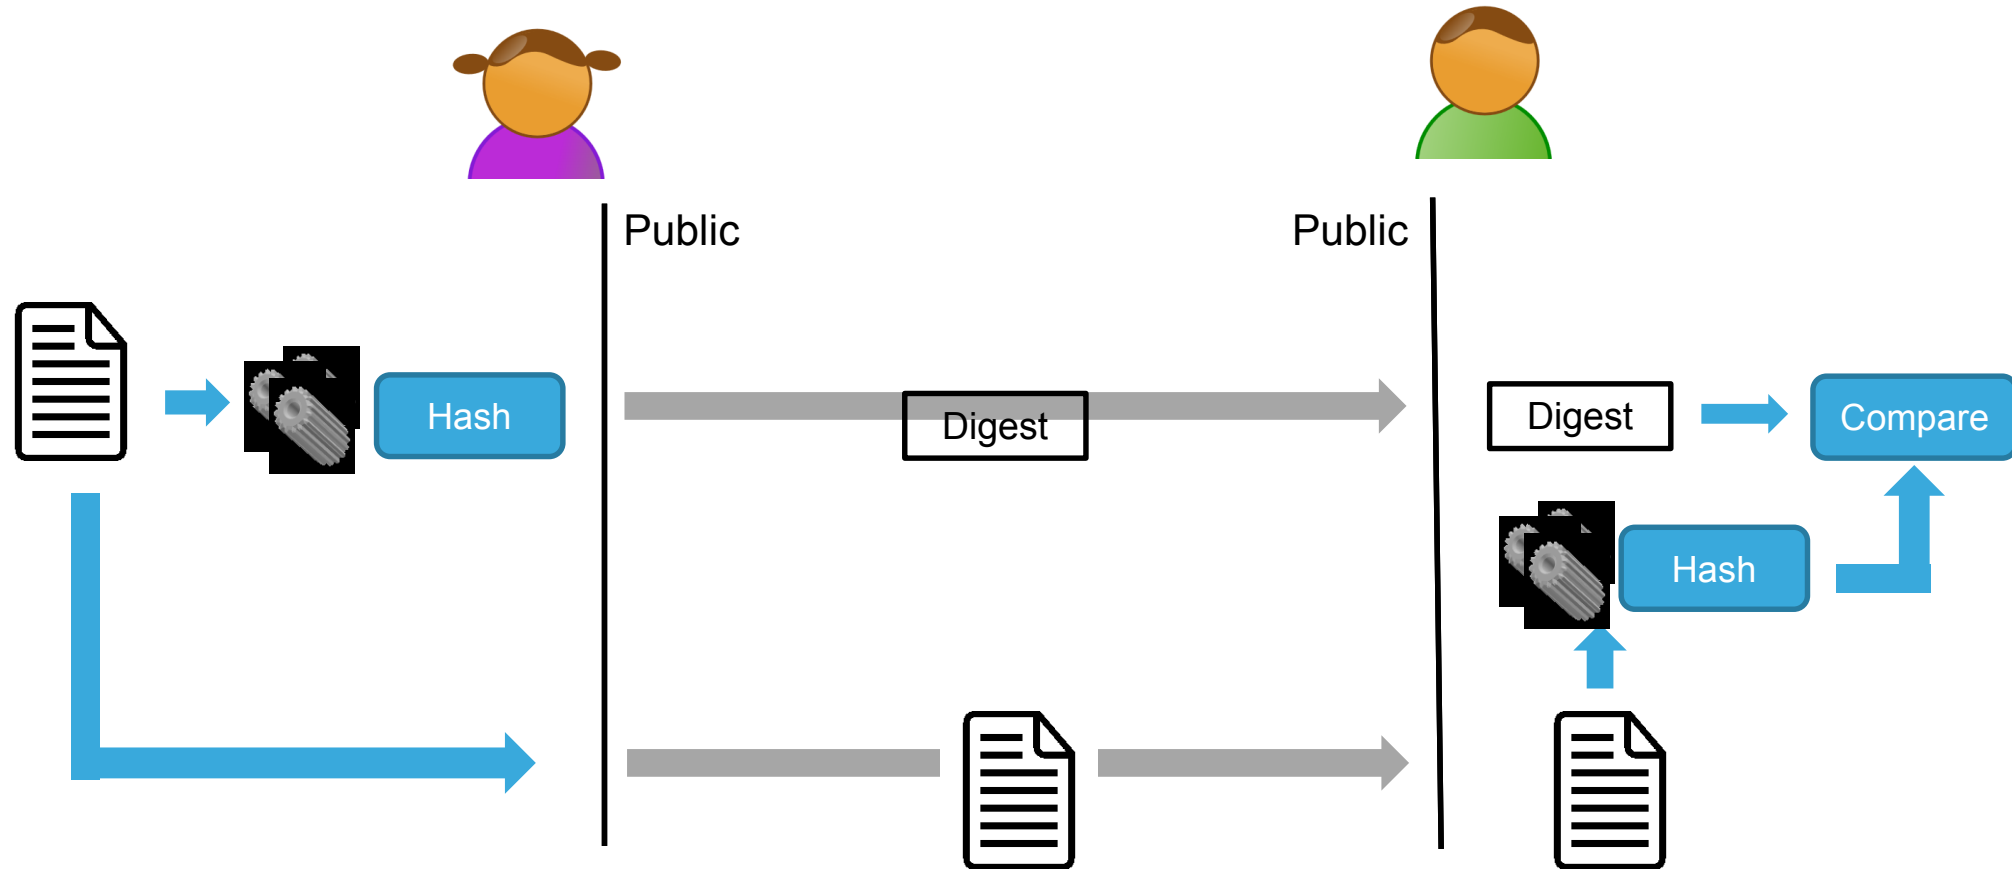 Public
Public
Hash
Digest
Digest
Compare
Hash